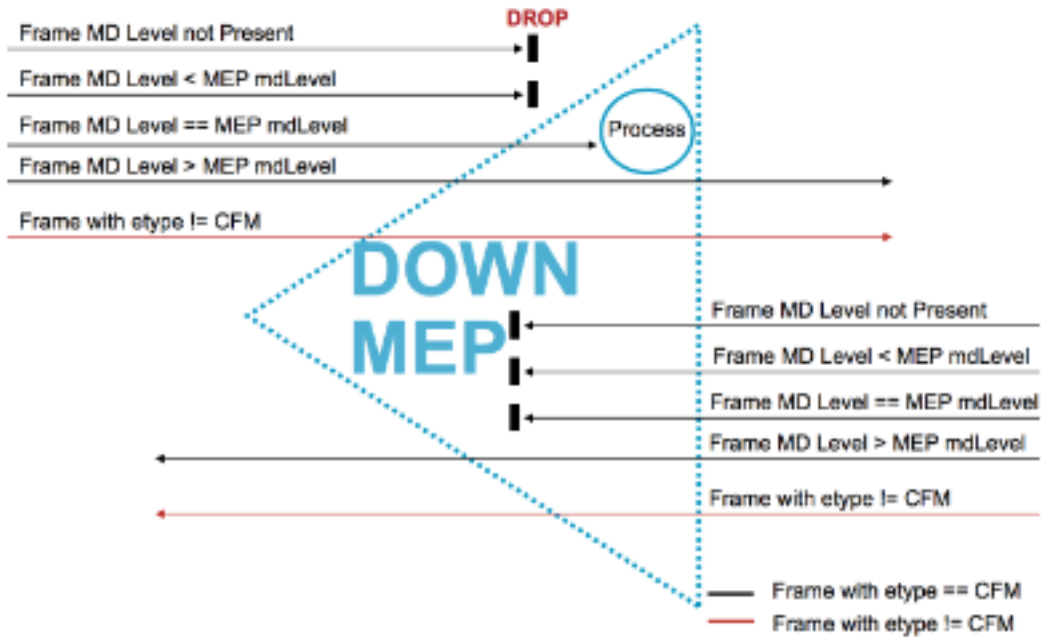 DROP
Frame MD Level not Present
Frame MD Level < MEP mdLevel
Frame MD Level == MEP mdLevel
Process
Frame MD Level > MEP mdLevel
Frame with etype != CFM
DOWN
MEP
Frame MD Level not Present
Frame MD Level < MEP mdLevel
Frame MD Level == MEP mdLevel
Frame MD Level > MEP mdLevel
Frame with etype != CFM
Frame with etype == CFM
Frame with etype != CFM